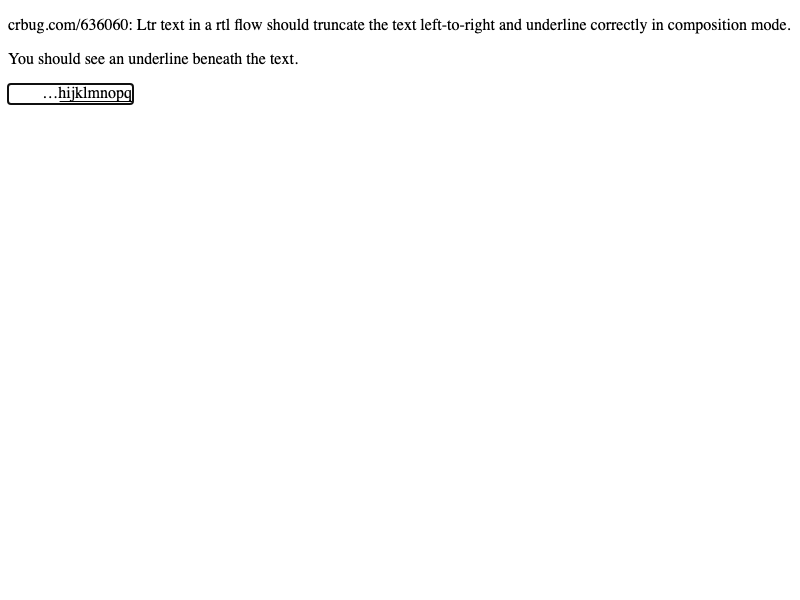 crbug.com/636060: Ltr text in a rtl flow should truncate the text left-to-right and underline correctly in composition mode.
You should see an underline beneath the text.
…hijklmnopq